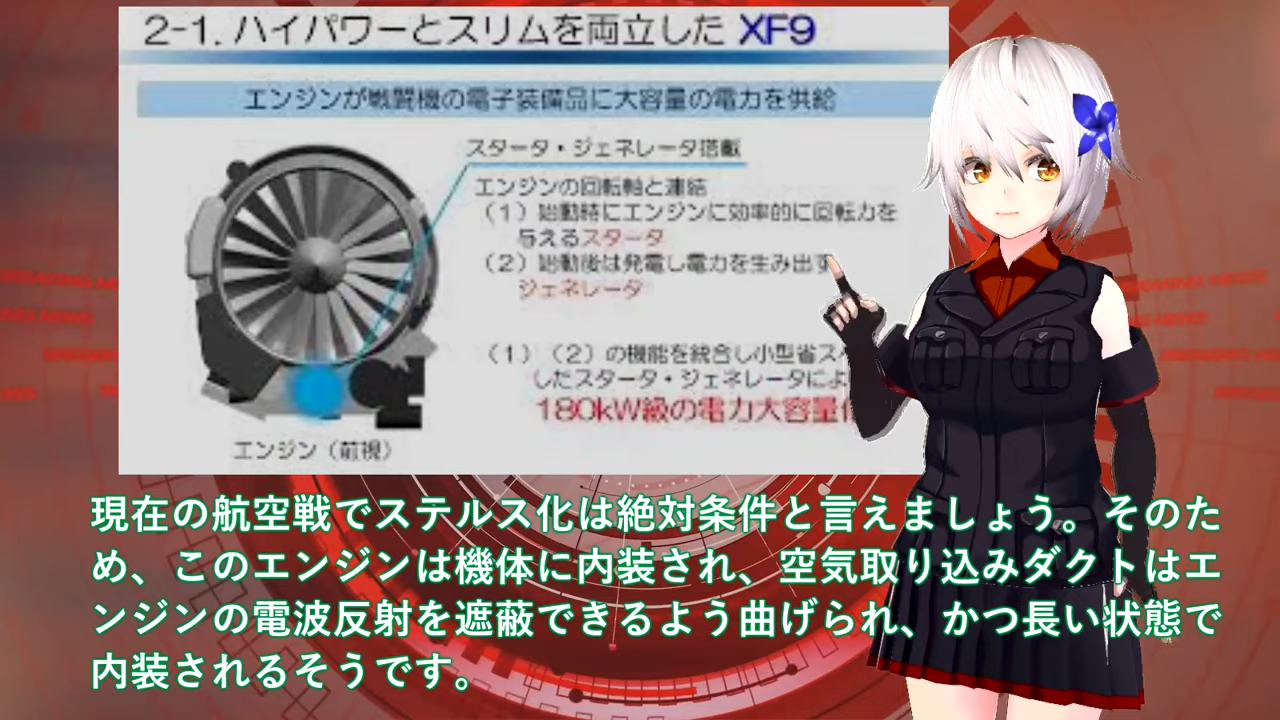 2-1. ハイパワーとスリムを両立した XF9
エンジンが戦闘機の電子装備品に大容量の電力を供給
スタータ・ジェネレータ搭載
エンジンの回転軸と連結
(1) 始動時にエンジンに効率的に回転力を
与えるスタータ
(2) 始動後は発電し電力を生み出す
ジェネレータ
(1) (2) の機能を統合し小型省ス
したスタータ・ジェネレータによ
180kW級の電力大容量
エンジン (前視)
現在の航空戦でステルス化は絶対条件と言えましょう。そのた
め、このエンジンは機体に内装され、空気取り込みダクトはエ
ンジンの電波反射を遮蔽できるよう曲げられ、かつ長い状態で
内装されるそうです。